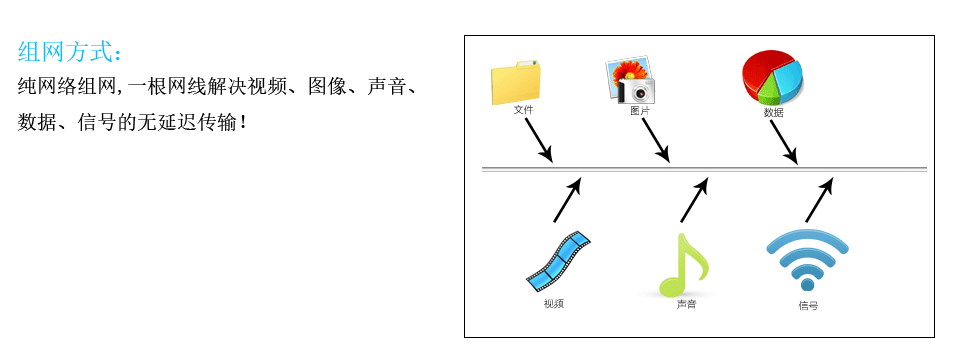 组网方式：
纯网络组网,一根网线解决视频、图像、声音、
数据、信号的无延迟传输！
文件
图片
数据
视频
声音
信号